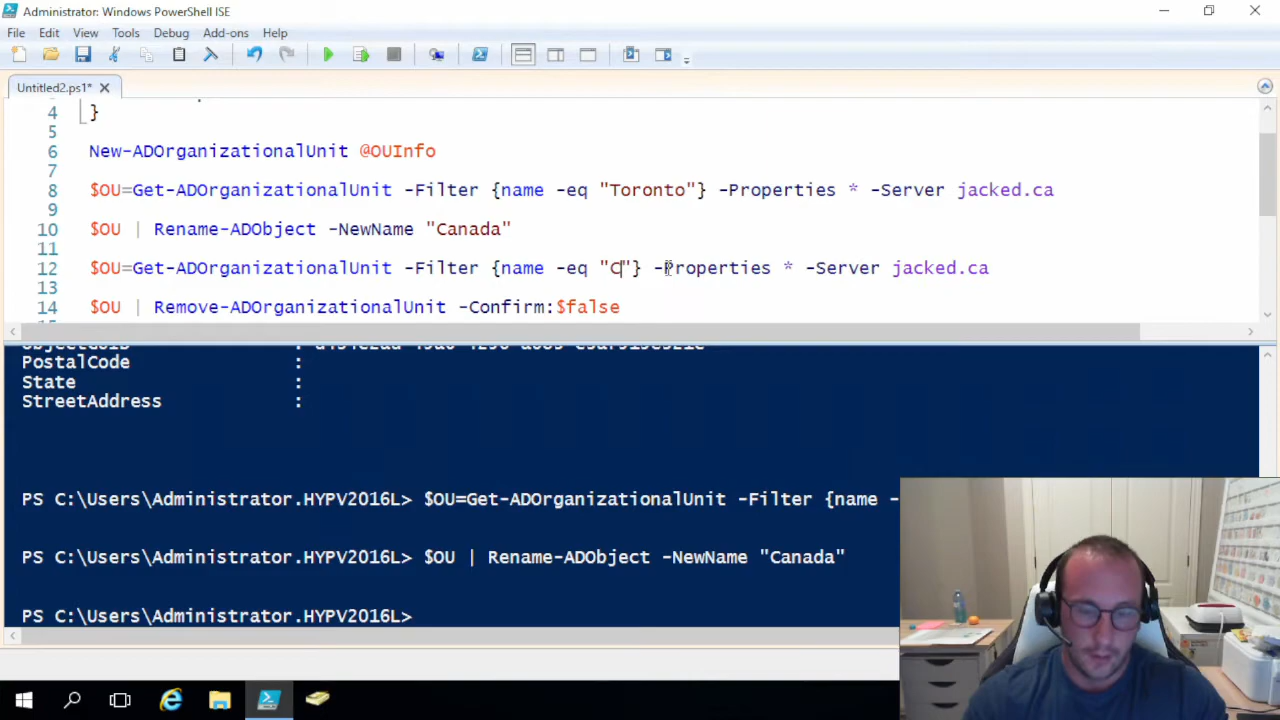 Administrator: Windows PowerShell ISE
File Edit View Tools Debug Add-ons Help
Untitled2.ps1* X
4 }
5
6 New-ADOrganizationalUnit @OUInfo
7
8 $OU=Get-ADOrganizationalUnit -Filter {name -eq "Toronto"} -Properties * -Server jacked.ca
9
10 $OU | Rename-ADObject -NewName "Canada"
11
12 $OU=Get-ADOrganizationalUnit -Filter {name -eq "C"} -Properties * -Server jacked.ca
13
14 $OU | Remove-ADOrganizationalUnit -Confirm:$false
PostalCode :
State :
StreetAddress :
PS C:\Users\Administrator.HYPV2016L> $OU=Get-ADOrganizationalUnit -Filter {name -
PS C:\Users\Administrator.HYPV2016L> $OU | Rename-ADObject -NewName "Canada"
PS C:\Users\Administrator.HYPV2016L>